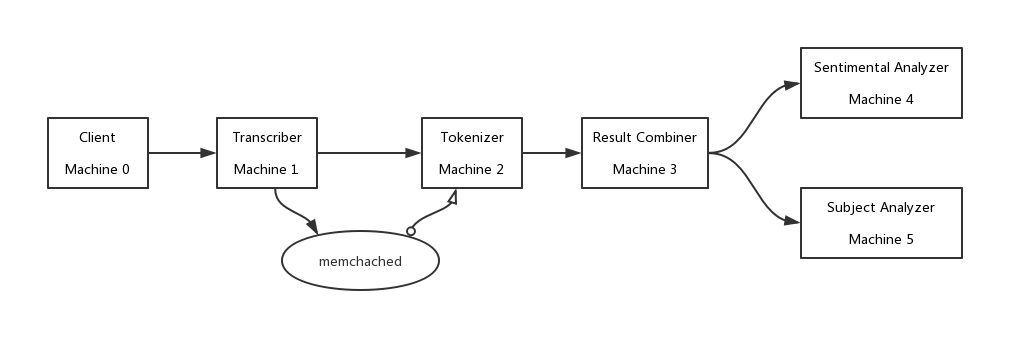 Client
Machine 0
Transcriber
Machine 1
Tokenizer
Machine 2
Result Combiner
Machine 3
Sentimental Analyzer
Machine 4
Subject Analyzer
Machine 5
memchached